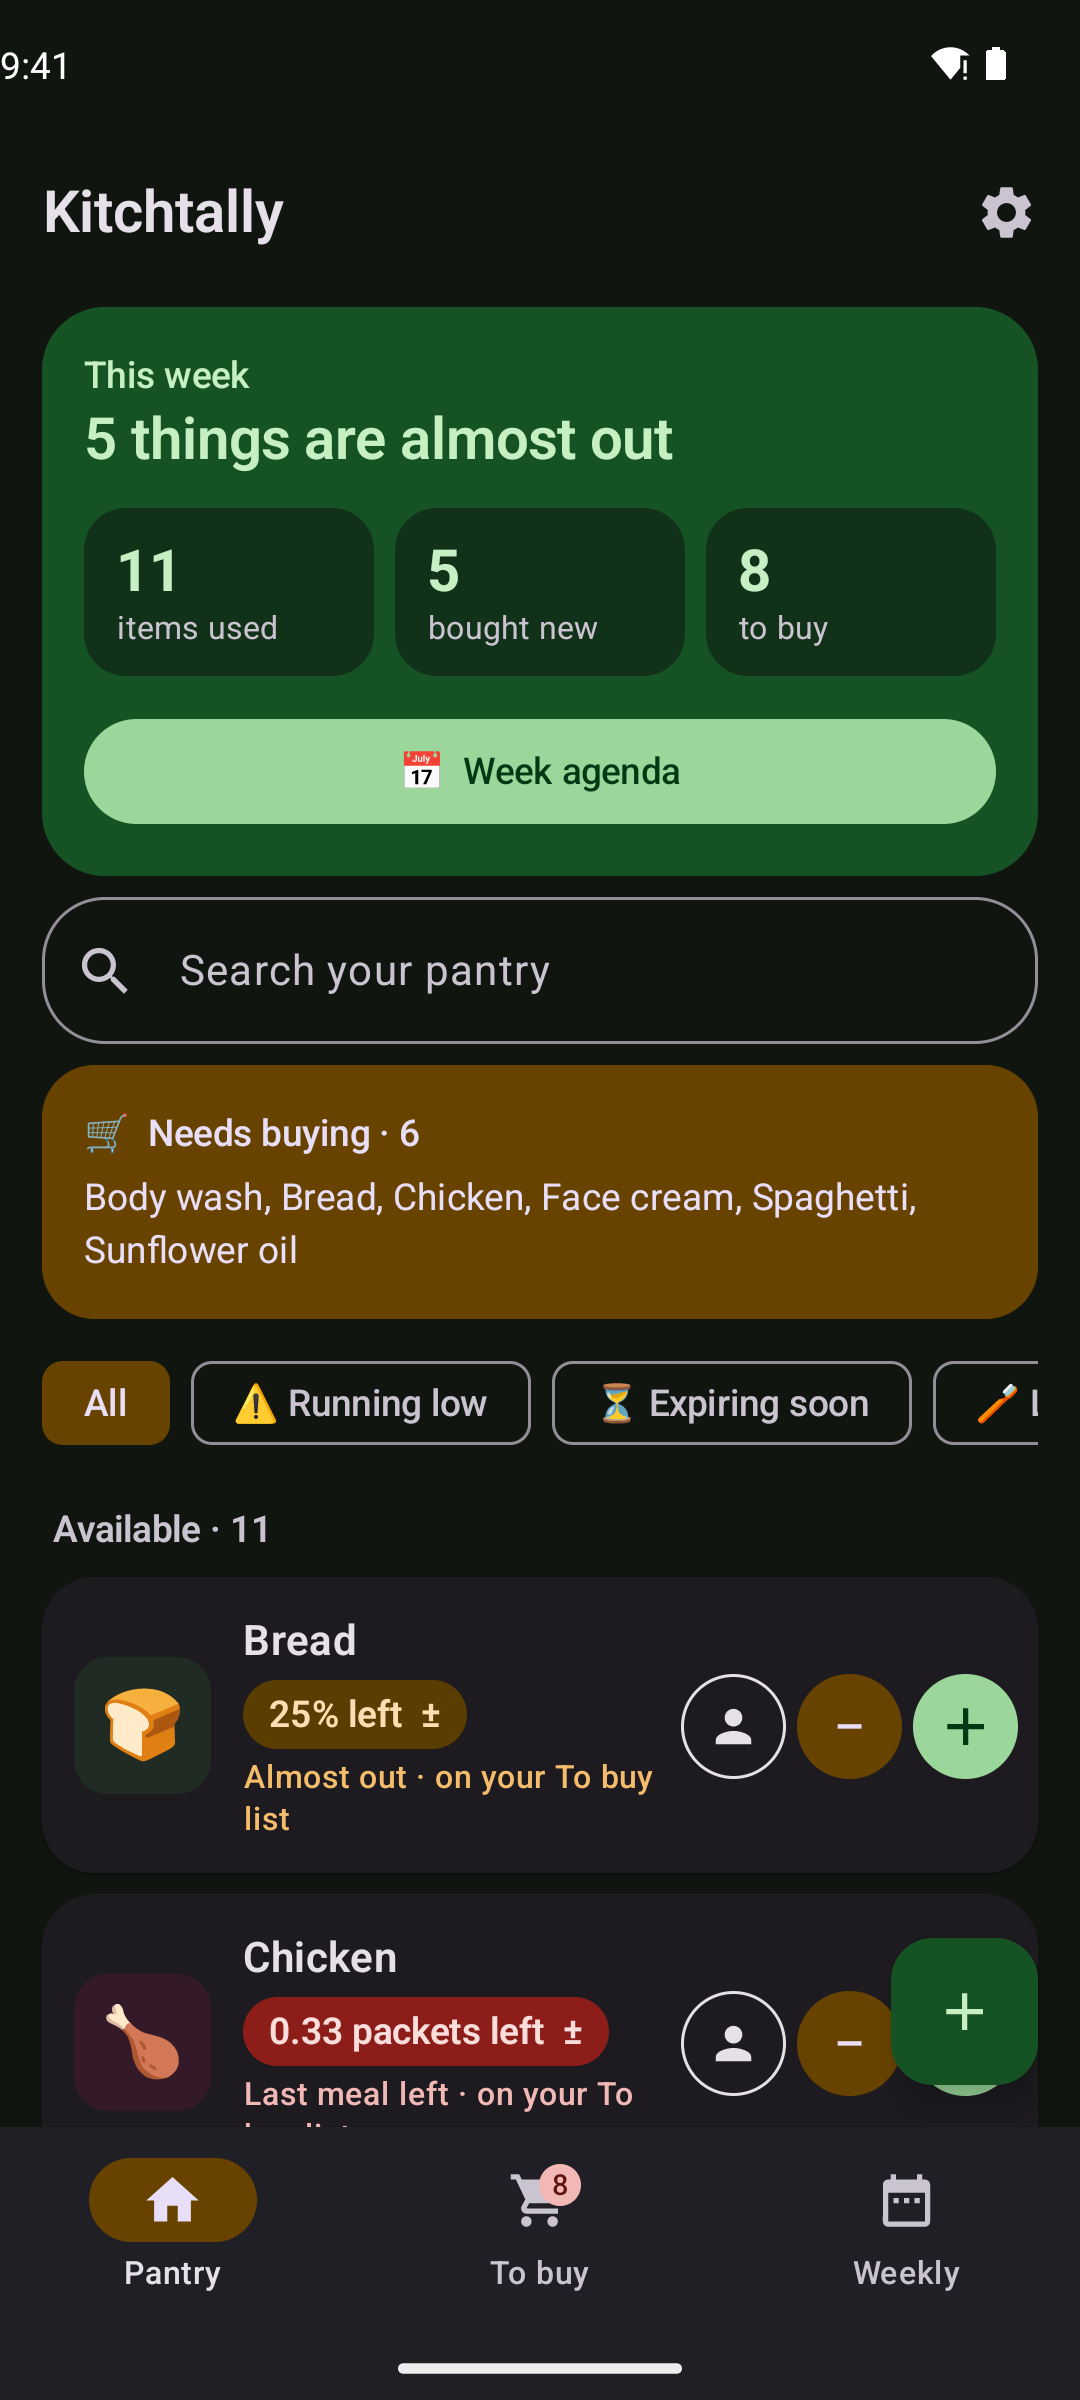 9:41
Kitchtally
This week
5 things are almost out
11
items used
5
bought new
8
to buy
July
17
Week agenda
Search your pantry
Needs buying · 6
Body wash, Bread, Chicken, Face cream, Spaghetti,
Sunflower oil
All
Running low
Expiring soon
Available · 11
Bread
25% left ±
Almost out · on your To buy
list
Chicken
0.33 packets left ±
Last meal left · on your To
8
Pantry
To buy
Weekly